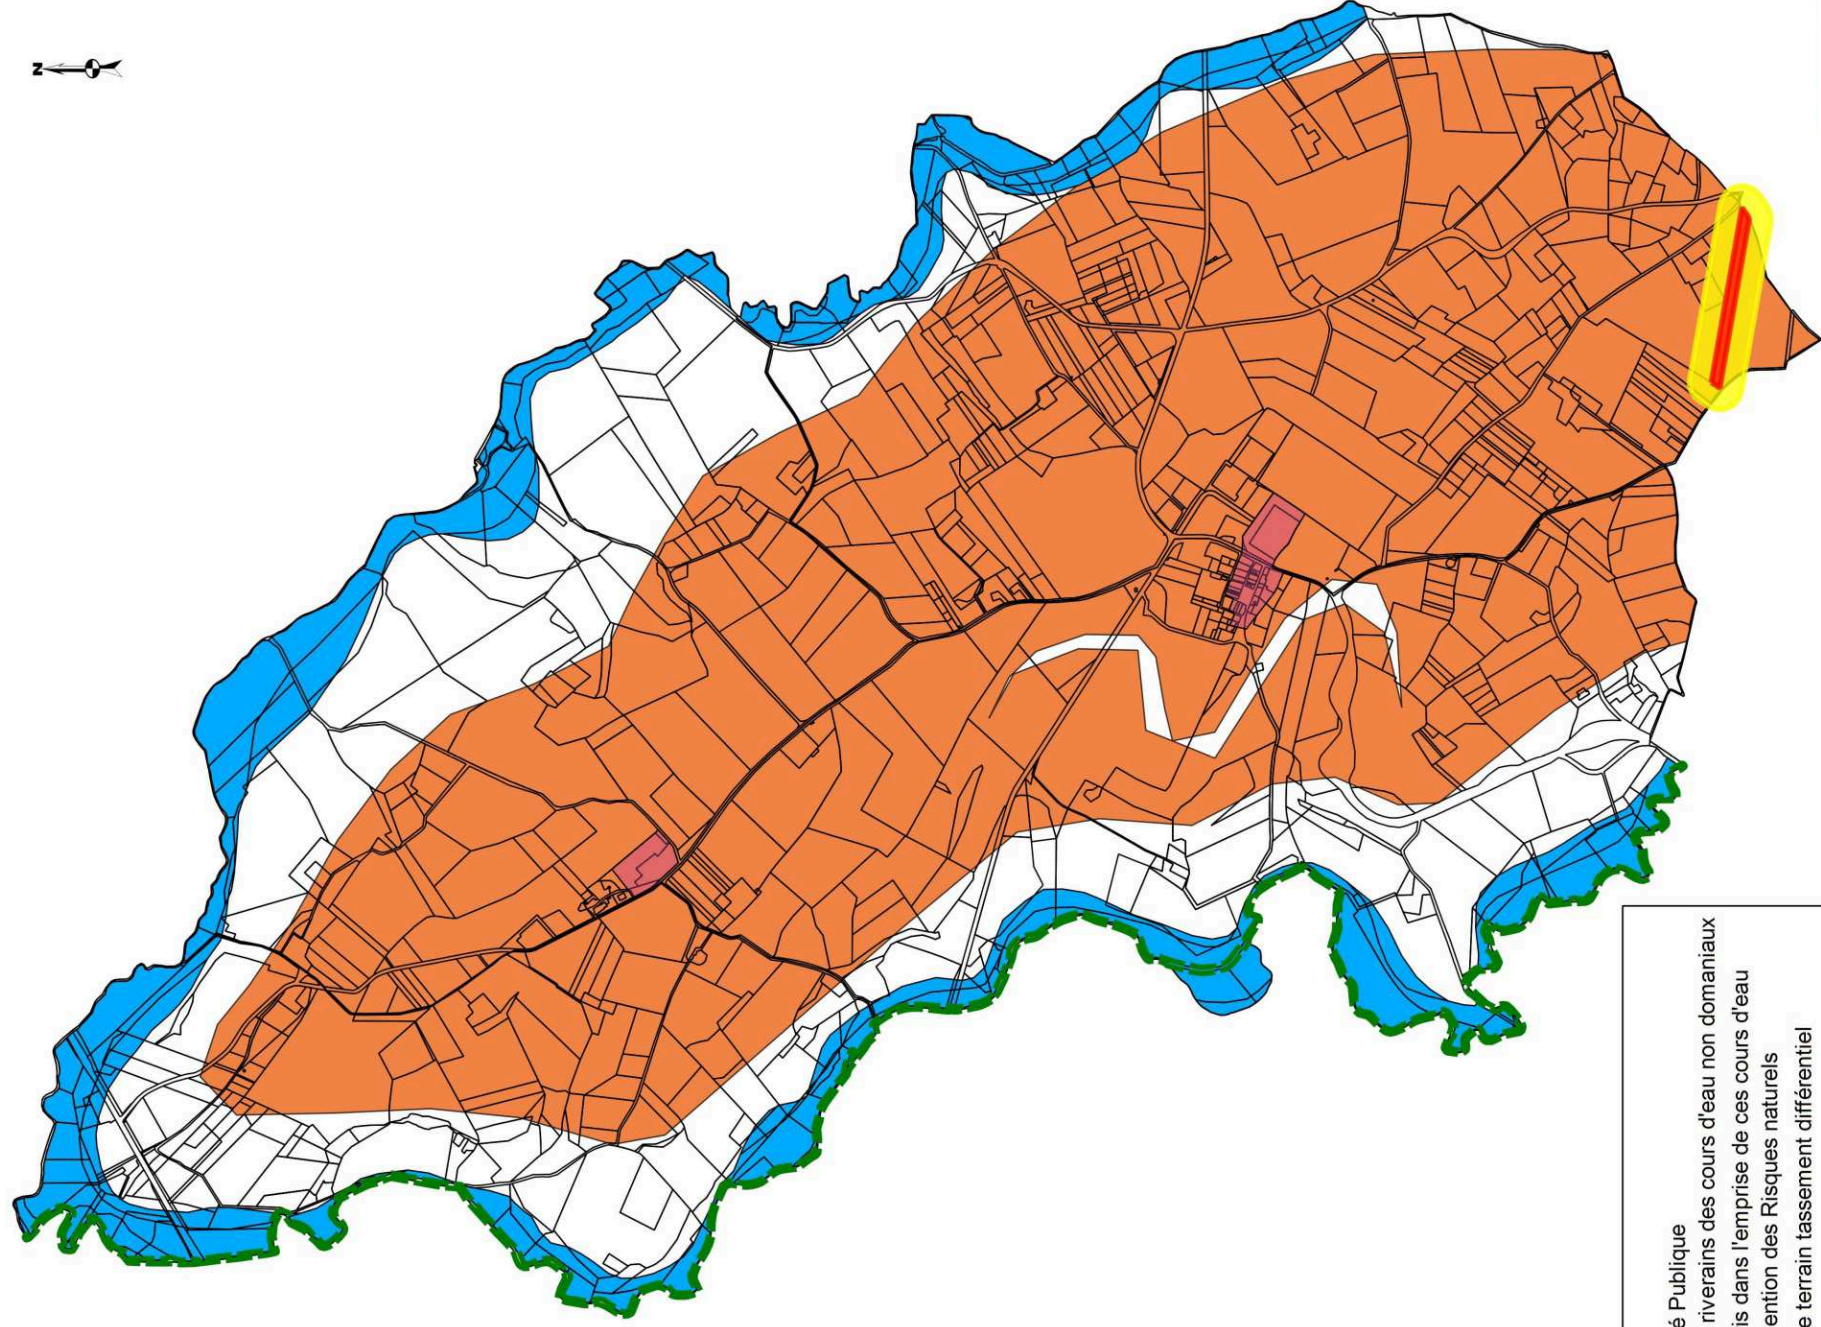 N
é Publique
riverains des cours d'eau non domaniaux
is dans l'emprise de ces cours d'eau
ention des Risques naturels
e terrain tassement différentiel